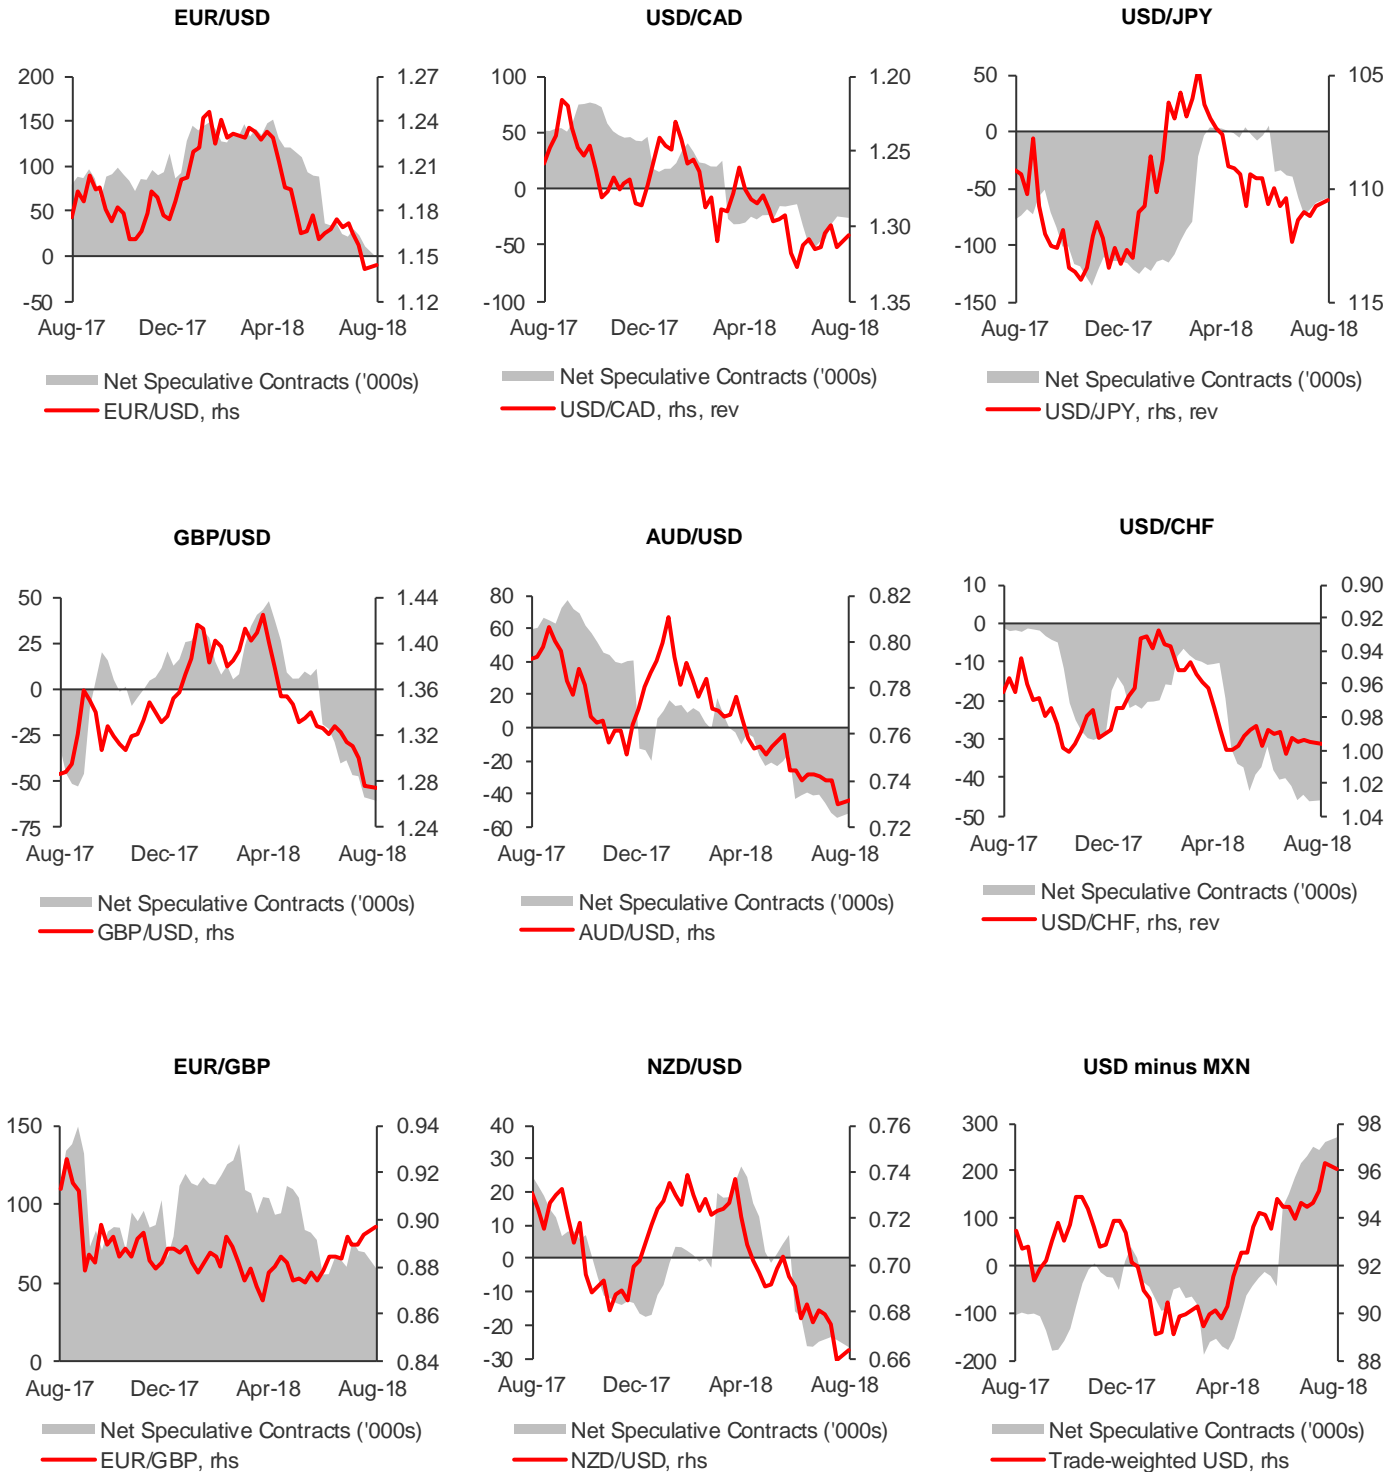 EUR/USD
200
150
100
50
0
-50
1.27
1.24
1.21
1.18
1.15
1.12
Aug-17 Dec-17 Apr-18 Aug-18
Net Speculative Contracts ('000s)
EUR/USD, rhs
USD/CAD
100
50
0
-50
-100
1.20
1.25
1.30
1.35
Aug-17 Dec-17 Apr-18 Aug-18
Net Speculative Contracts ('000s)
USD/CAD, rhs, rev
USD/JPY
50
0
-50
-100
-150
105
110
115
Aug-17 Dec-17 Apr-18 Aug-18
Net Speculative Contracts ('000s)
USD/JPY, rhs, rev
GBP/USD
50
25
0
-25
-50
-75
1.44
1.40
1.36
1.32
1.28
1.24
Aug-17 Dec-17 Apr-18 Aug-18
Net Speculative Contracts ('000s)
GBP/USD, rhs
AUD/USD
80
60
40
20
0
-20
-40
-60
0.82
0.80
0.78
0.76
0.74
0.72
Aug-17 Dec-17 Apr-18 Aug-18
Net Speculative Contracts ('000s)
AUD/USD, rhs
USD/CHF
10
0
-10
-20
-30
-40
-50
0.90
0.92
0.94
0.96
0.98
1.00
1.02
1.04
Aug-17 Dec-17 Apr-18 Aug-18
Net Speculative Contracts ('000s)
USD/CHF, rhs, rev
EUR/GBP
150
100
50
0
0.94
0.92
0.90
0.88
0.86
0.84
Aug-17 Dec-17 Apr-18 Aug-18
Net Speculative Contracts ('000s)
EUR/GBP, rhs
NZD/USD
40
30
20
10
0
-10
-20
-30
0.76
0.74
0.72
0.70
0.68
0.66
Aug-17 Dec-17 Apr-18 Aug-18
Net Speculative Contracts ('000s)
NZD/USD, rhs
USD minus MXN
300
200
100
0
-100
-200
98
96
94
92
90
88
Aug-17 Dec-17 Apr-18 Aug-18
Net Speculative Contracts ('000s)
Trade-weighted USD, rhs